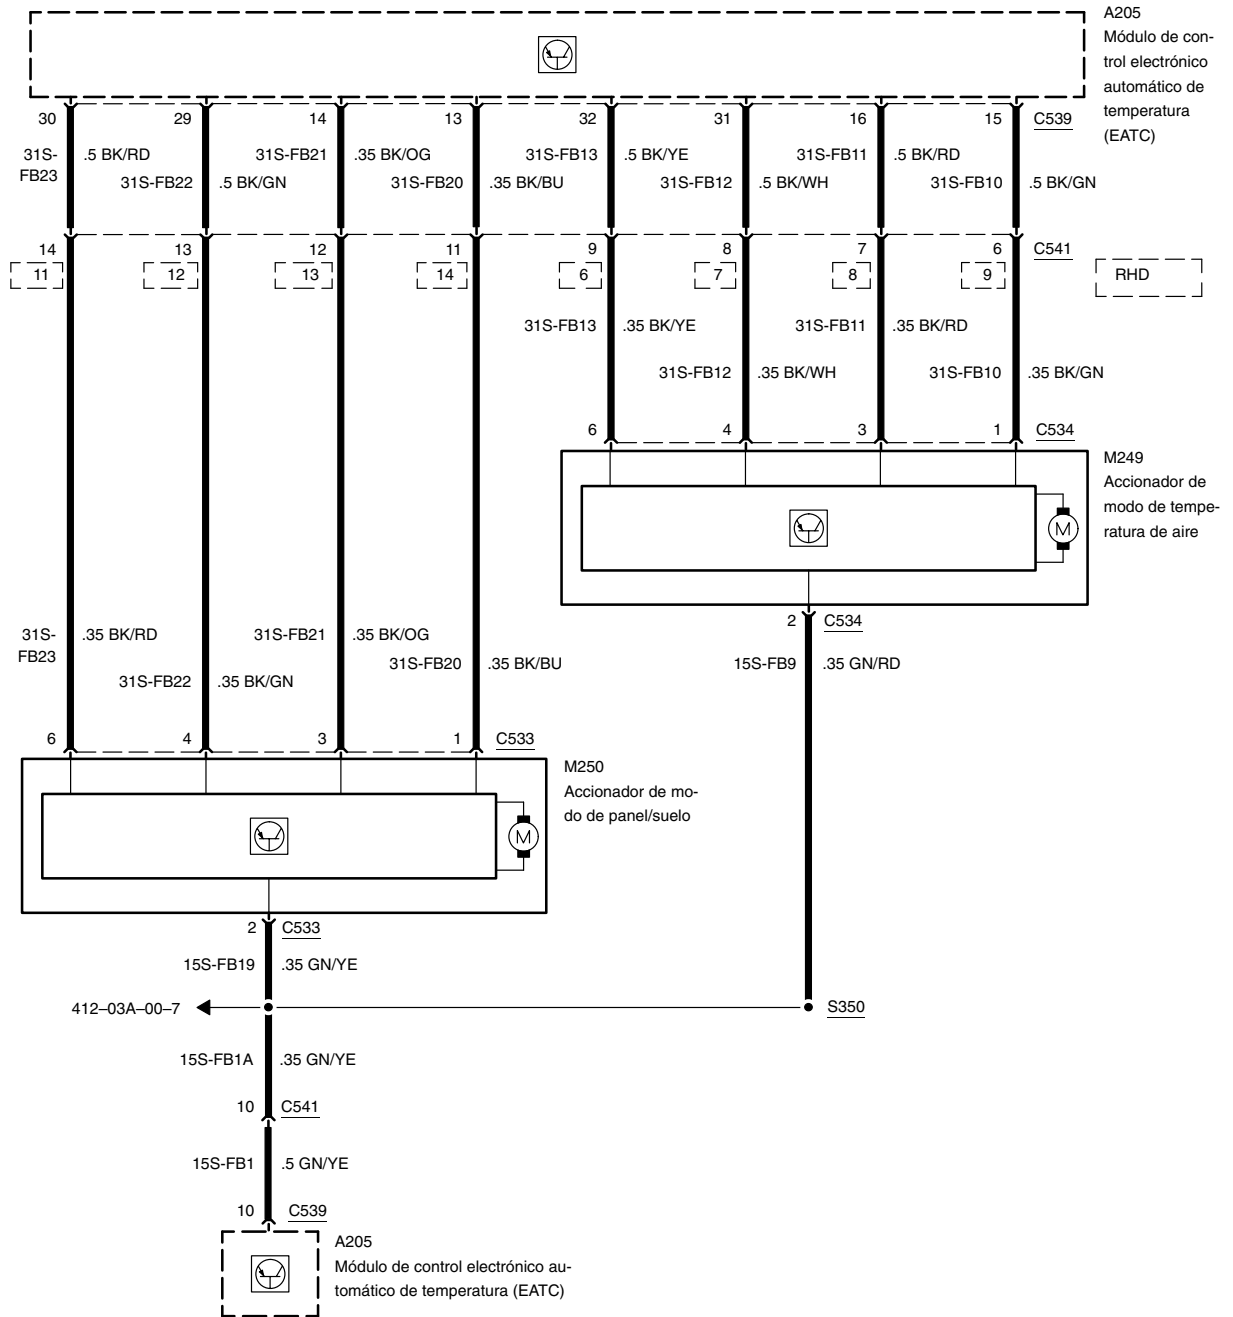 A205
Módulo de con-
trol electrónico
automático de
temperatura
(EATC)
30 29 14 13 32 31 16 15 C539
31S-
FB23
.5 BK/RD
31S-FB21 .35 BK/OG
31S-FB13 .5 BK/YE
31S-FB11 .5 BK/RD
31S-FB22 .5 BK/GN
31S-FB20 .35 BK/BU
31S-FB12 .5 BK/WH
31S-FB10 .5 BK/GN
14 13 12 11 9 8 7 6 C541
11 12 13 14 6 7 8 9 RHD
31S-FB13 .35 BK/YE
31S-FB11 .35 BK/RD
31S-FB12 .35 BK/WH
31S-FB10 .35 BK/GN
6 4 3 1 C534
M249
Accionador de
modo de tempe-
ratura de aire
M
2 C534
31S-
FB23
.35 BK/RD
31S-FB21 .35 BK/OG
31S-FB20 .35 BK/BU
15S-FB9 .35 GN/RD
31S-FB22 .35 BK/GN
6 4 3 1 C533
M250
Accionador de mo-
do de panel/suelo
M
2 C533
15S-FB19 .35 GN/YE
412–03A–00–7
S350
15S-FB1A .35 GN/YE
10 C541
15S-FB1 .5 GN/YE
10 C539
A205
Módulo de control electrónico au-
tomático de temperatura (EATC)